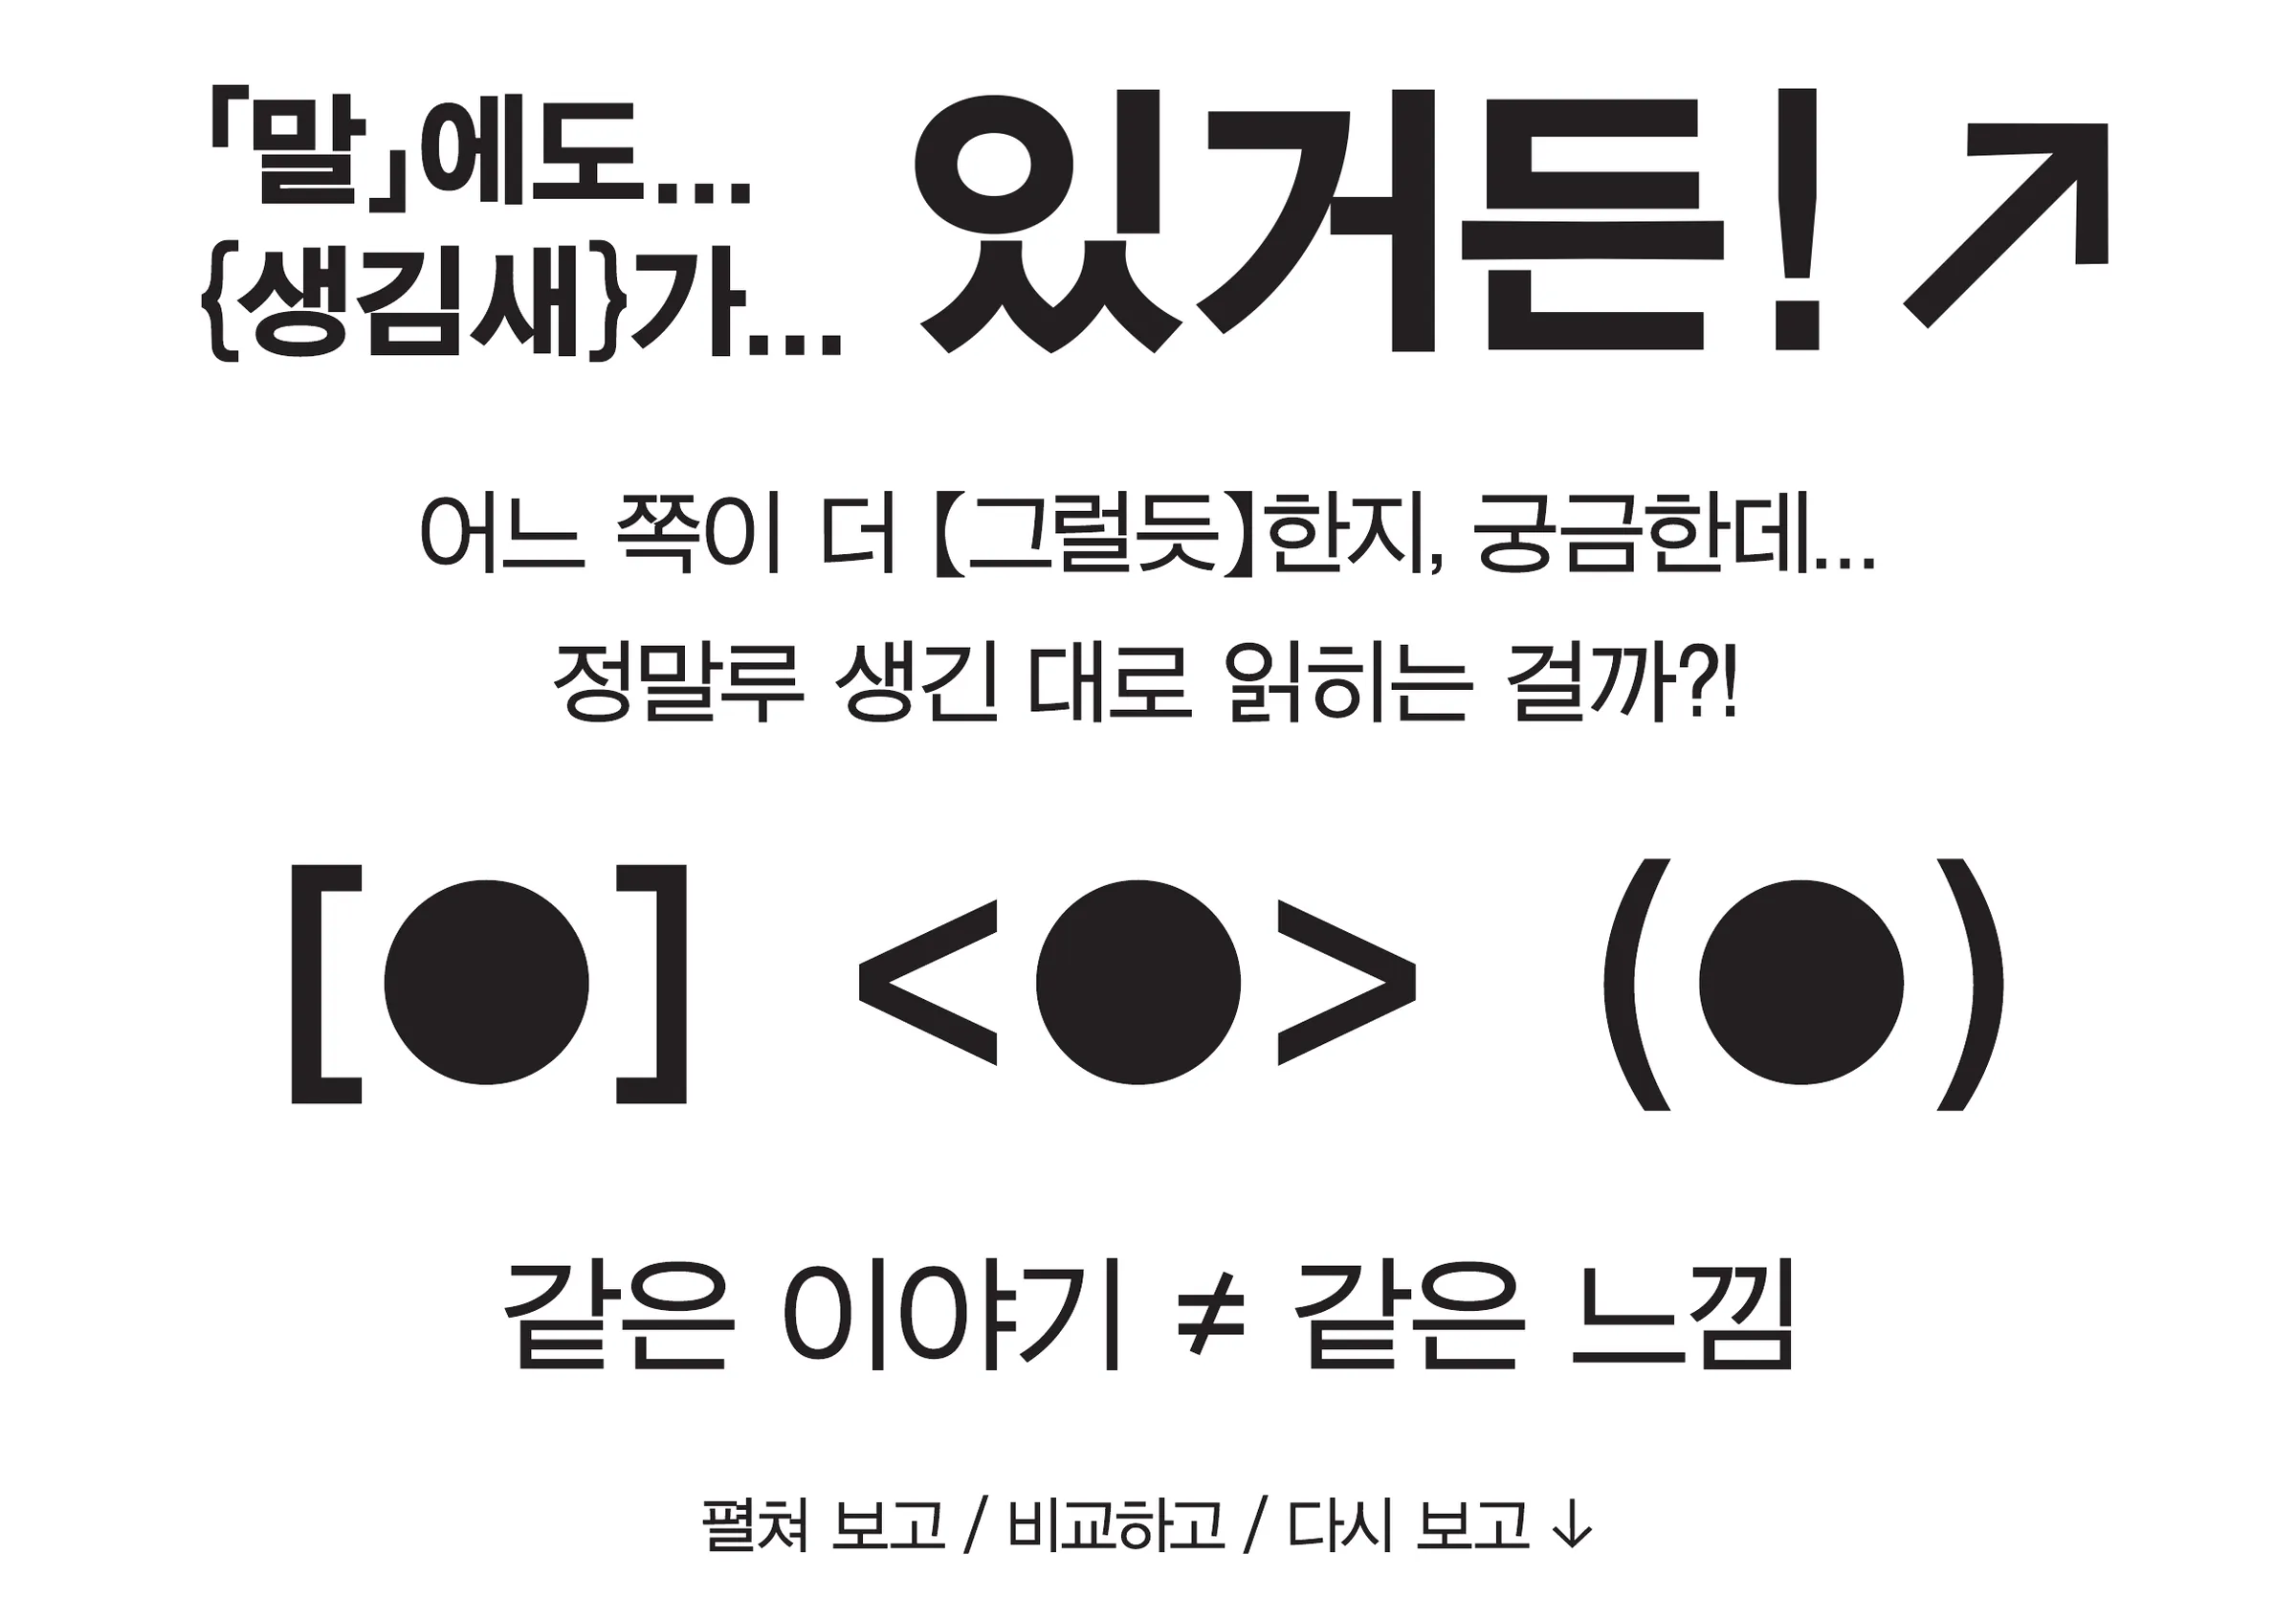 「말」에도...
{생김새}가...
있거든! ↗
어느 쪽이 더 【그럴듯】한지, 궁금한데...
정말루 생긴 대로 읽히는 걸까?!
[●] <●> (●)
같은 이야기 ≠ 같은 느낌
펼쳐 보고 / 비교하고 / 다시 보고 ↓